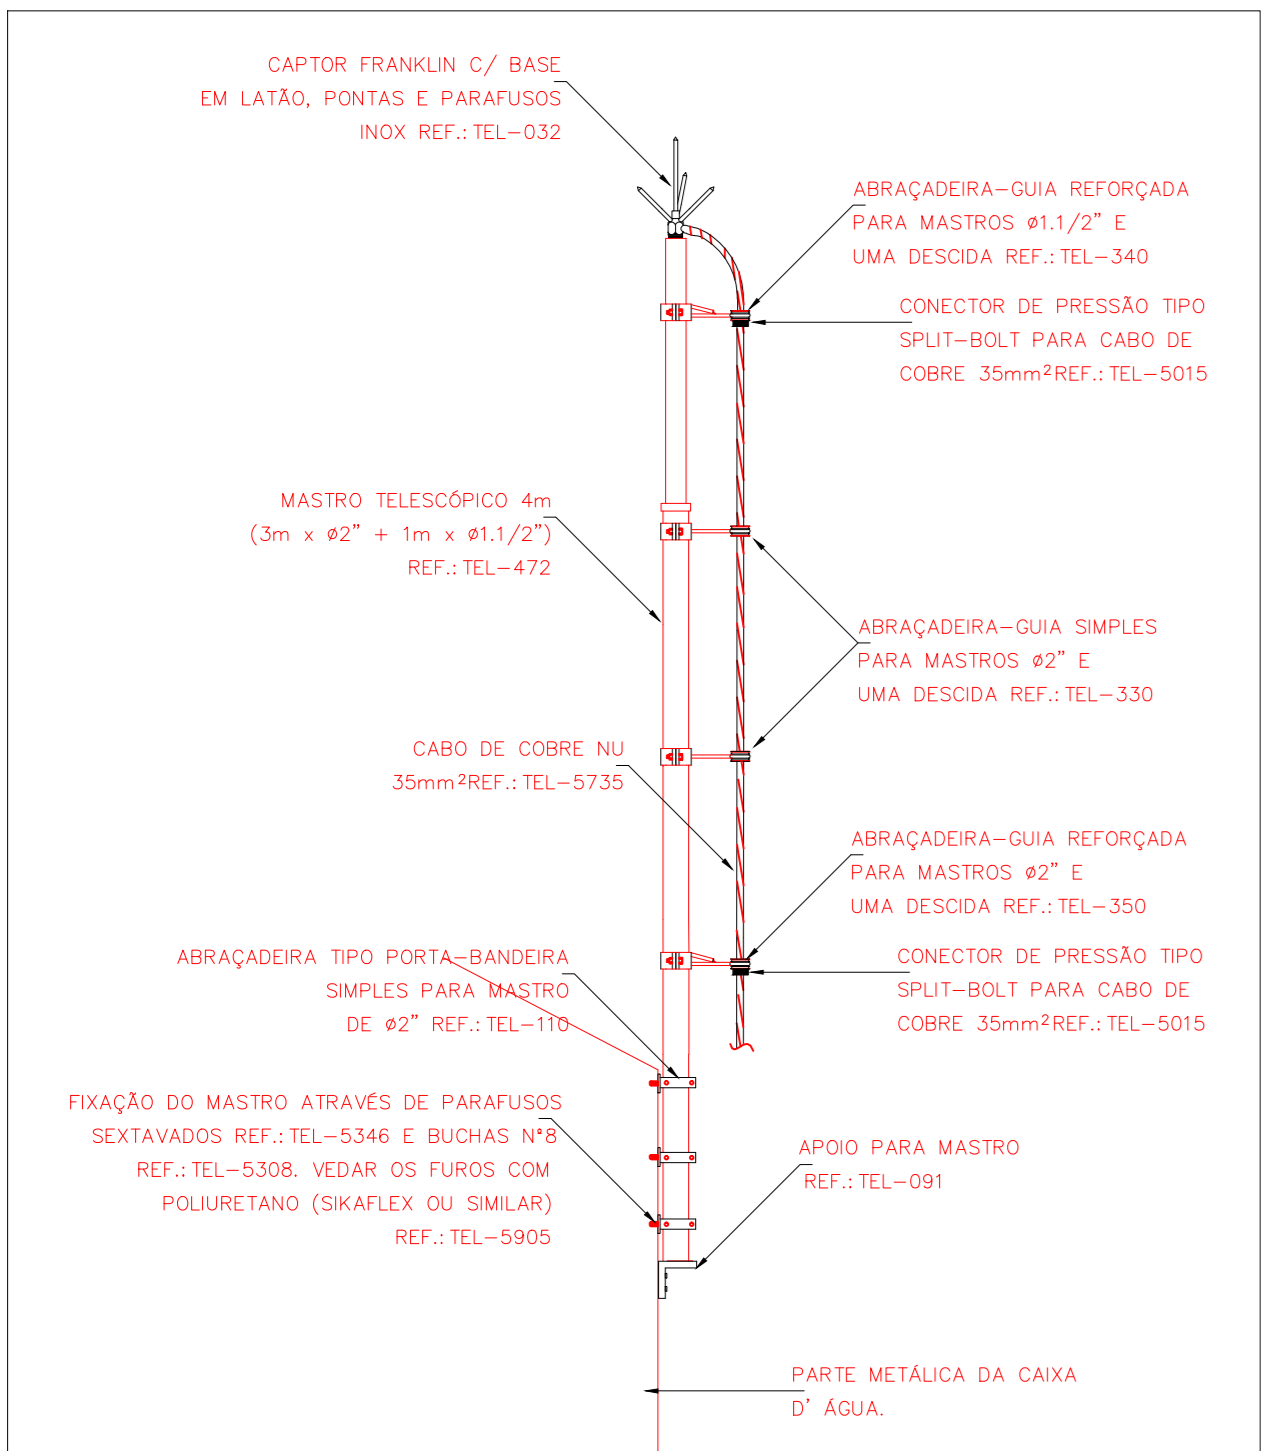 CAPTOR FRANKLIN C/ BASE
EM LATÃO, PONTAS E PARAFUSOS
INOX REF.: TEL-032
ABRAÇADEIRA-GUIA REFORÇADA
PARA MASTROS ø1.1/2" E
UMA DESCIDA REF.: TEL-340
CONECTOR DE PRESSÃO TIPO
SPLIT-BOLT PARA CABO DE
COBRE 35mm² REF.: TEL-5015
MASTRO TELESCÓPICO 4m
(3m x ø2" + 1m x ø1.1/2")
REF.: TEL-472
ABRAÇADEIRA-GUIA SIMPLES
PARA MASTROS ø2" E
UMA DESCIDA REF.: TEL-330
CABO DE COBRE NU
35mm² REF.: TEL-5735
ABRAÇADEIRA-GUIA REFORÇADA
PARA MASTROS ø2" E
UMA DESCIDA REF.: TEL-350
ABRAÇADEIRA TIPO PORTA-BANDEIRA
SIMPLES PARA MASTRO
DE ø2" REF.: TEL-110
CONECTOR DE PRESSÃO TIPO
SPLIT-BOLT PARA CABO DE
COBRE 35mm² REF.: TEL-5015
FIXAÇÃO DO MASTRO ATRAVÉS DE PARAFUSOS
SEXTAVADOS REF.: TEL-5346 E BUCHAS N°8
REF.: TEL-5308. VEDAR OS FUROS COM
POLIURETANO (SIKAFLEX OU SIMILAR)
REF.: TEL-5905
APOIO PARA MASTRO
REF.: TEL-091
PARTE METÁLICA DA CAIXA
D' ÁGUA.